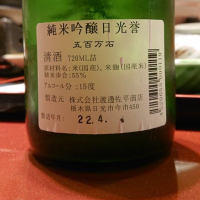 純米吟醸日光誉
五百万石
清酒 720ML詰
原材料名:米(国産)、米麹(国産米)
精米歩合:55%
アルコール分:15度
製造元 株式会社渡邊佐平商店
栃木県日光市今市450
製造年月: 22.4.